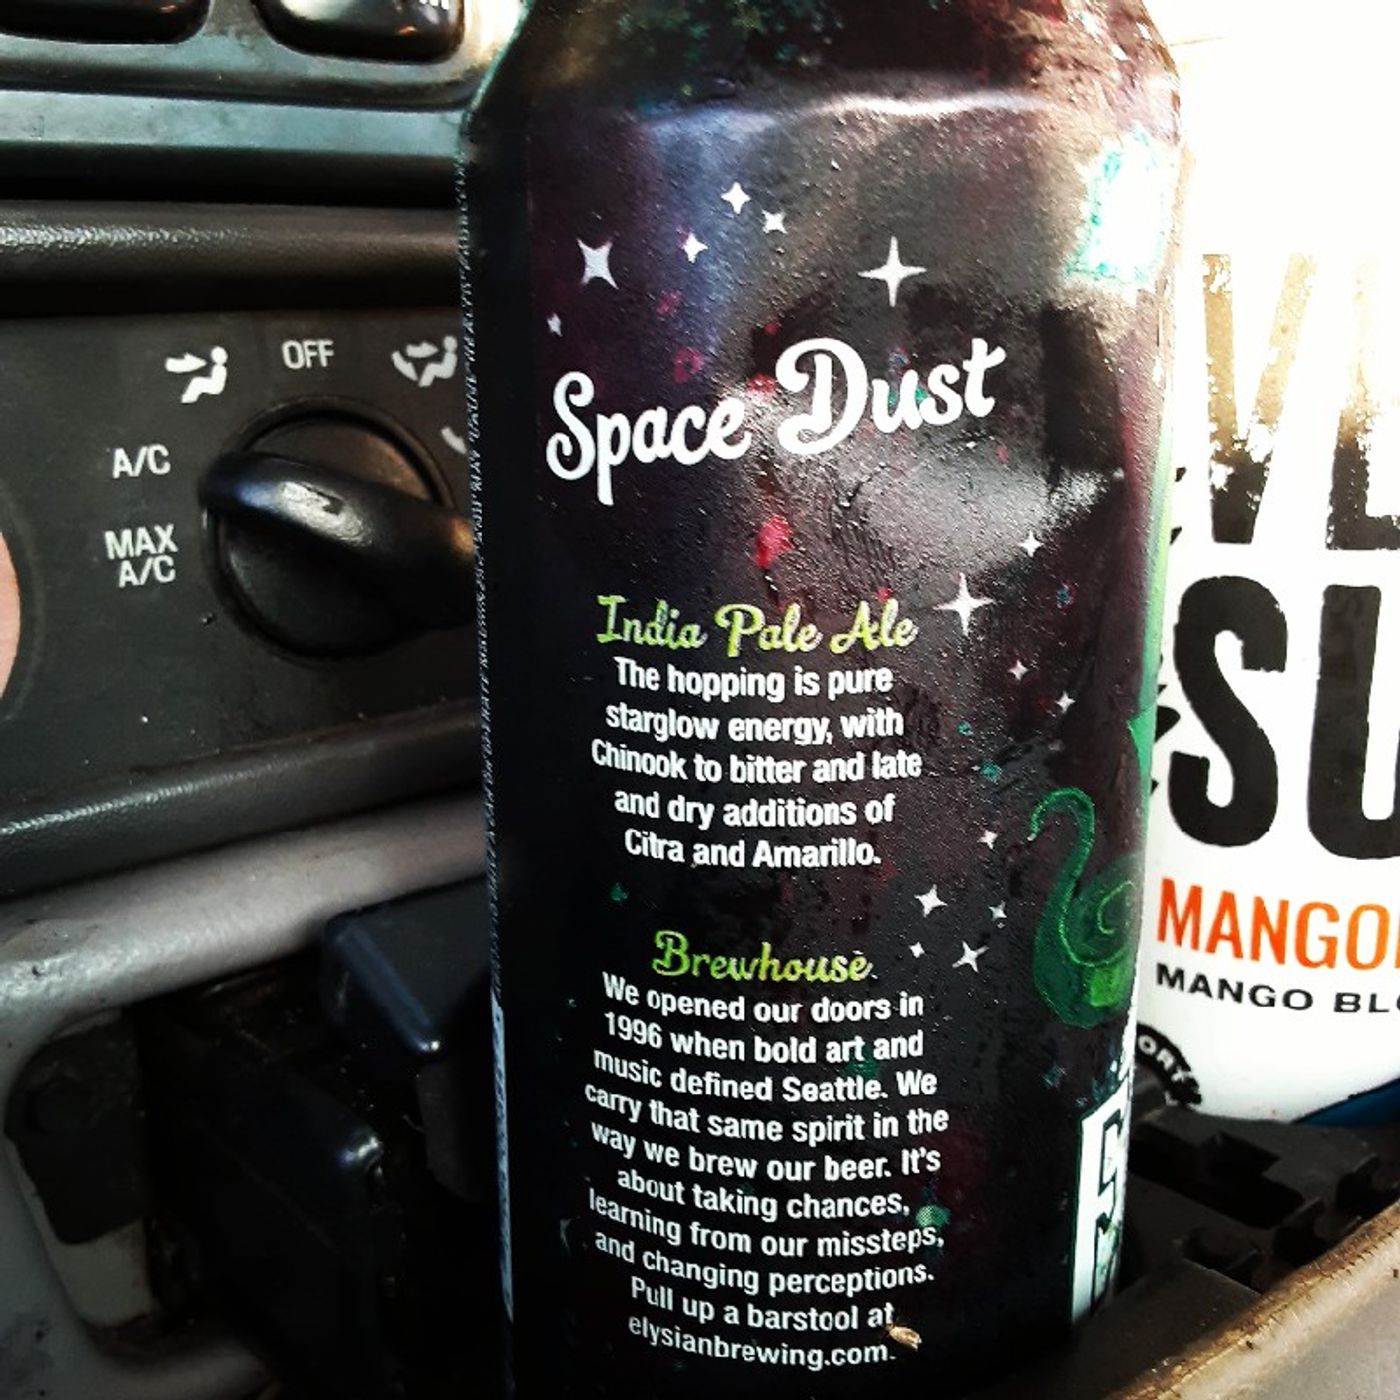 OFF
A/C
MAX
A/C
Space Dust
India Pale Ale
The hopping is pure
starglow energy, with
Chinook to bitter and late
and dry additions of
Citra and Amarillo.
Brewhouse
We opened our doors in
1996 when bold art and
music defined Seattle. We
carry that same spirit in the
way we brew our beer. It's
about taking chances,
learning from our missteps,
and changing perceptions.
Pull up a barstool at
elysianbrewing.com.
SU
MANGO
MANGO